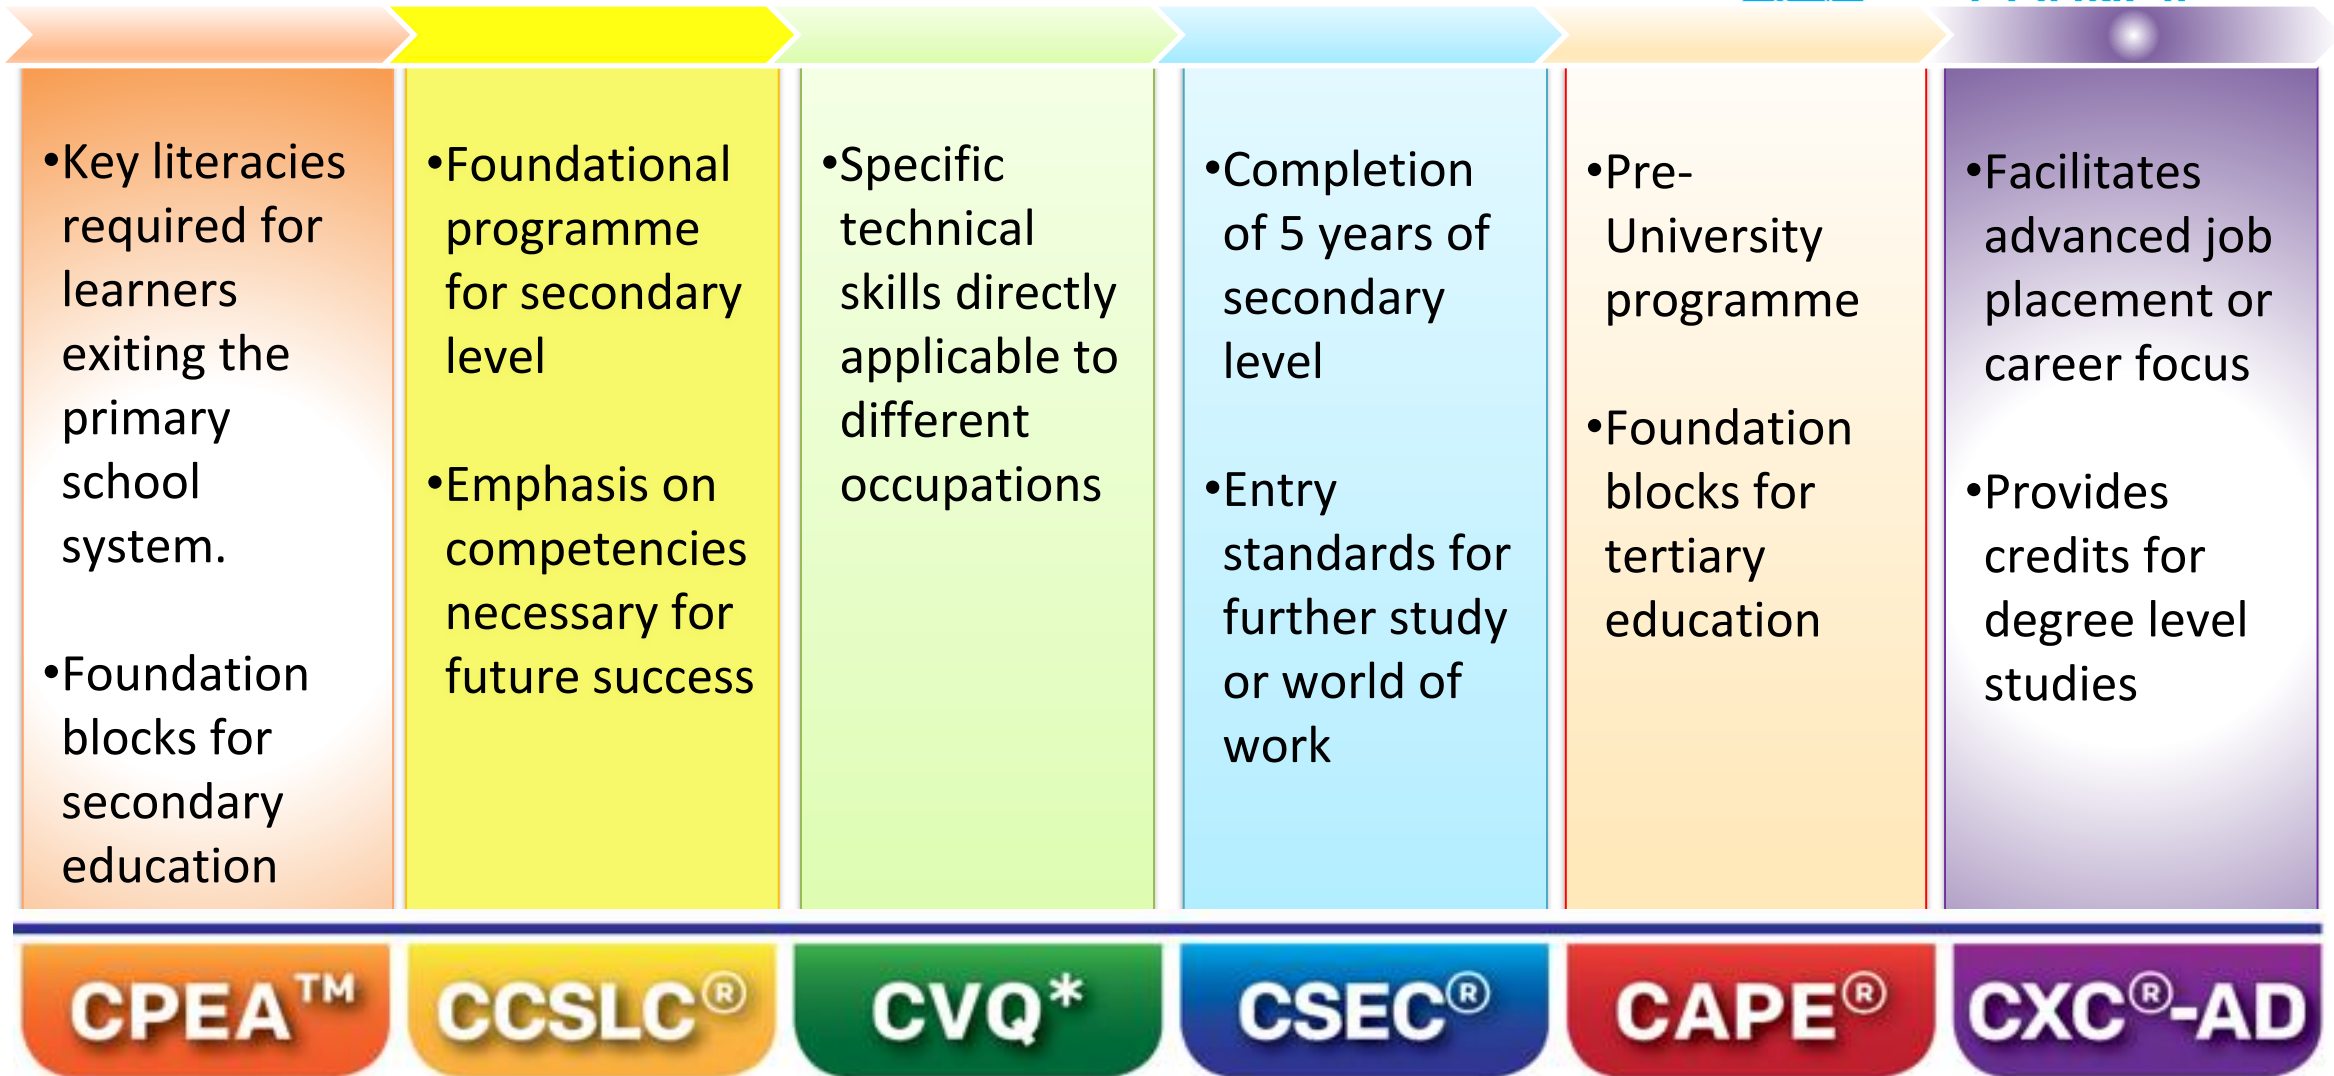 •Key literacies
required for
learners
exiting the
primary
school
system.
•Foundation
blocks for
secondary
education
•Foundational
programme
for secondary
level
•Emphasis on
competencies
necessary for
future success
•Specific
technical
skills directly
applicable to
different
occupations
•Completion
of 5 years of
secondary
level
•Entry
standards for
further study
or world of
work
•Pre-
University
programme
•Foundation
blocks for
tertiary
education
•Facilitates
advanced job
placement or
career focus
•Provides
credits for
degree level
studies
CPEA™
CCSLC®
CVQ*
CSEC®
CAPE®
CXC®-AD